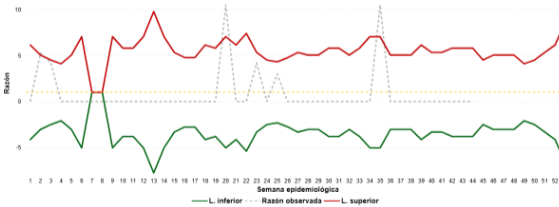 10
5
0
-5
Razón
1 2 3 4 5 6 7 8 9 10 11 12 13 14 15 16 17 18 19 20 21 22 23 24 25 26 27 28 29 30 31 32 33 34 35 36 37 38 39 40 41 42 43 44 45 46 47 48 49 50 51 52
Semana epidemiológica
L. inferior Razón observada L. superior